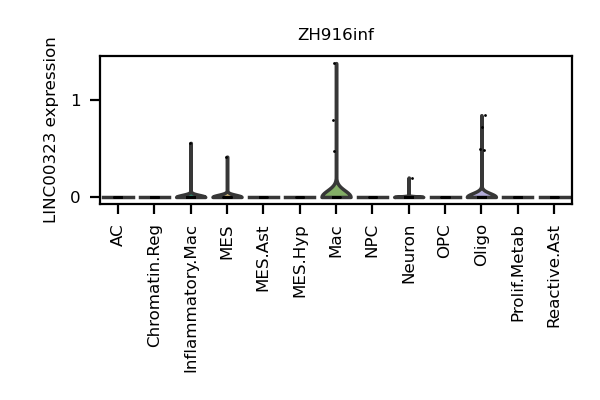 ZH916inf
LINC00323 expression
1
0
AC
Chromatin.Reg
Inflammatory.Mac
MES
MES.Ast
MES.Hyp
Mac
NPC
Neuron
OPC
Oligo
Prolif.Metab
Reactive.Ast